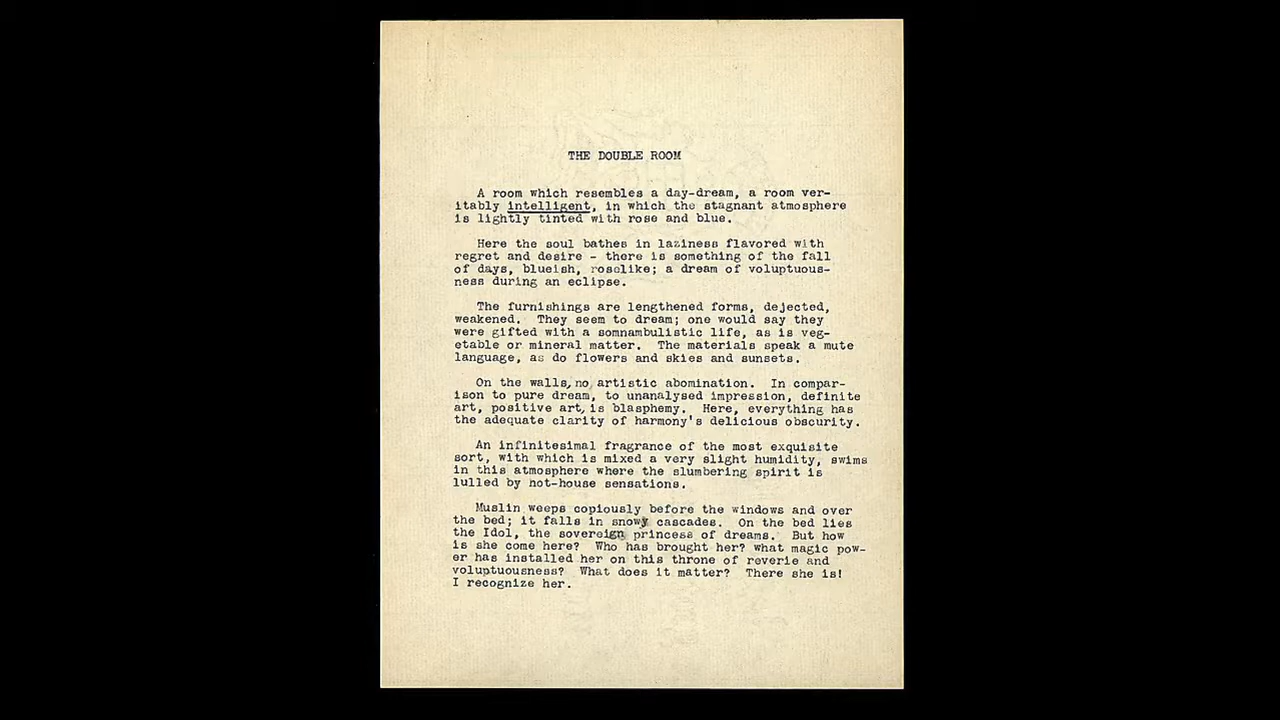 THE DOUBLE ROOM
A room which resembles a day-dream, a room ver-
itably intelligent, in which the stagnant atmosphere
is lightly tinted with rose and blue.
Here the soul bathes in laziness flavored with
regret and desire - there is something of the fall
of days, blueish, roselike; a dream of voluptuous-
ness during an eclipse.
The furnishings are lengthened forms, dejected,
weakened. They seem to dream; one would say they
were gifted with a somnambulistic life, as is veg-
etable or mineral matter. The materials speak a mute
language, as do flowers and skies and sunsets.
On the walls, no artistic abomination. In compar-
ison to pure dream, to unanalysed impression, definite
art, positive art, is blasphemy. Here, everything has
the adequate clarity of harmony's delicious obscurity.
An infinitesimal fragrance of the most exquisite
sort, with which is mixed a very slight humidity, swims
in this atmosphere where the slumbering spirit is
lulled by hot-house sensations.
Muslin weeps copiously before the windows and over
the bed; it falls in snowy cascades. On the bed lies
the Idol, the sovereign princess of dreams. But how
is she come here? Who has brought her? what magic pow-
er has installed her on this throne of reverie and
voluptuousness? What does it matter? There she is!
I recognize her.